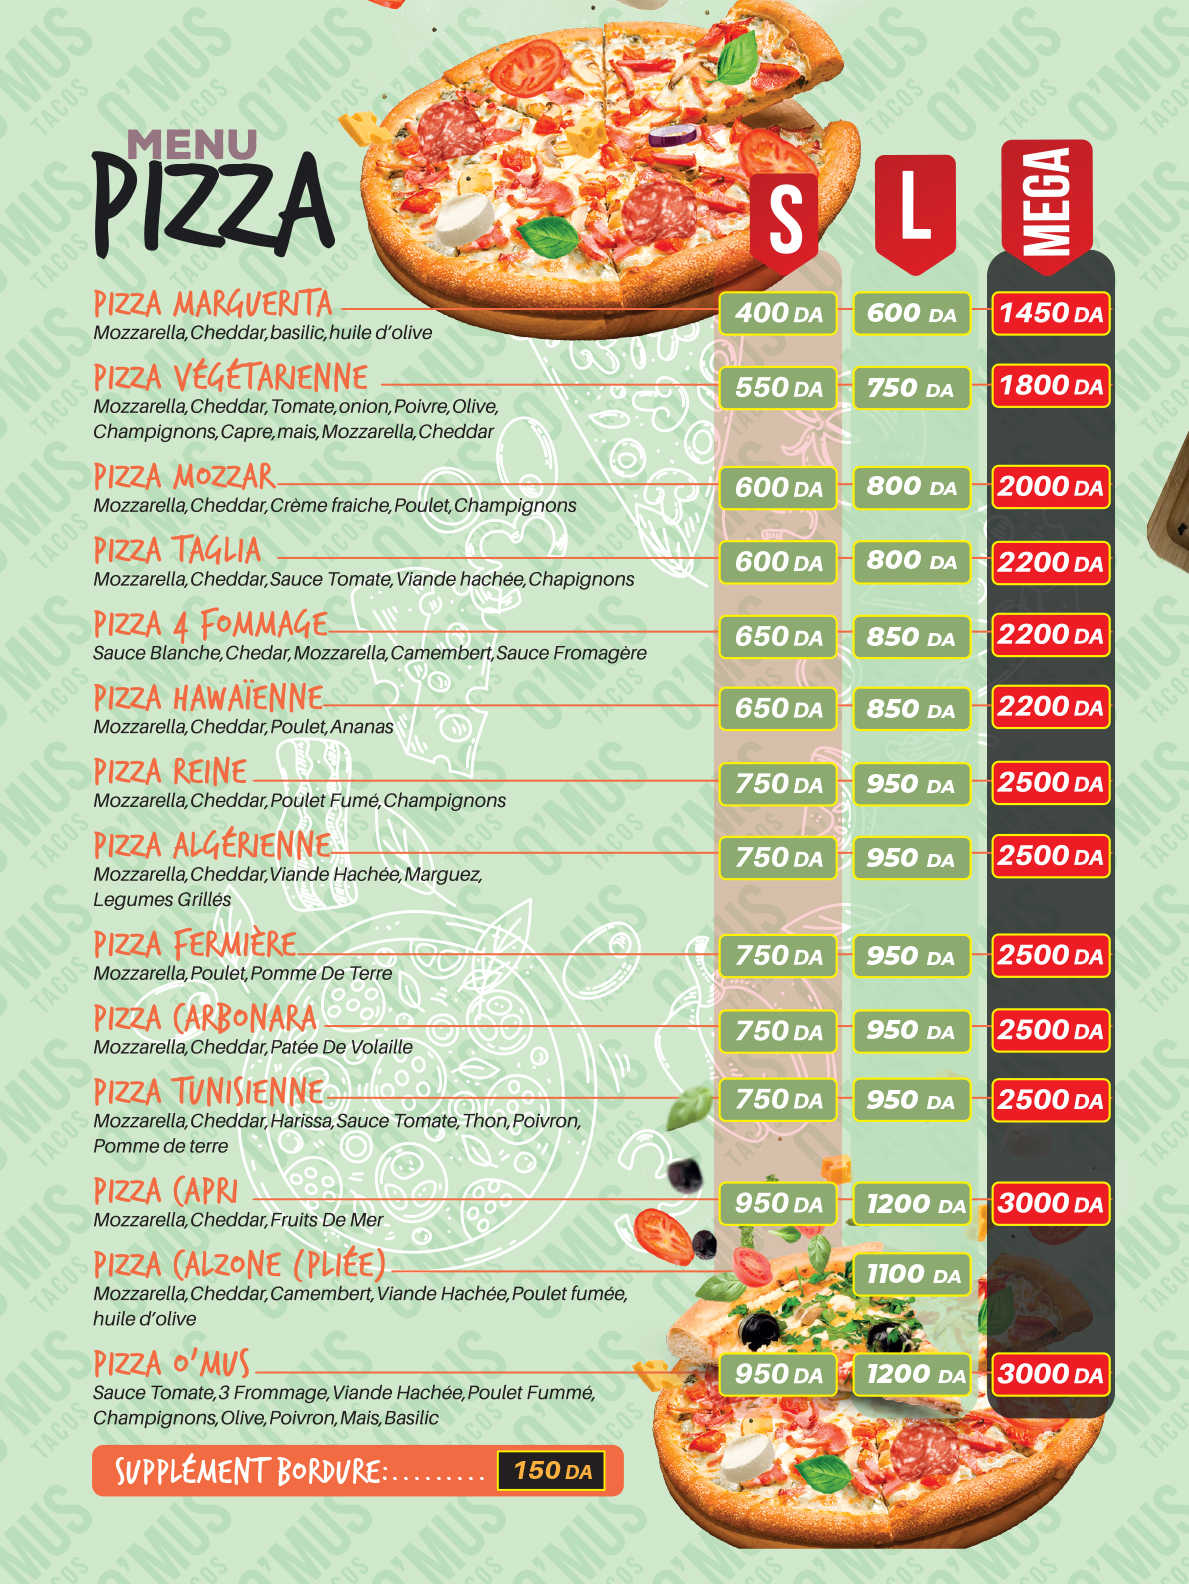 MENU
PIZZA
S L MEGA
PIZZA MARGUERITA 400 DA 600 DA 1450 DA
Mozzarella,Cheddar,basilic,huile d'olive
PIZZA VÉGÉTARIENNE 550 DA 750 DA 1800 DA
Mozzarella,Cheddar,Tomate,onion,Poivre,Olive,
Champignons,Capre,mais,Mozzarella,Cheddar
PIZZA MOZZAR 600 DA 800 DA 2000 DA
Mozzarella,Cheddar,Crème fraiche,Poulet,Champignons
PIZZA TAGLIA 600 DA 800 DA 2200 DA
Mozzarella,Cheddar,Sauce Tomate,Viande hachée,Chapignons
PIZZA 4 FOMMAGE 650 DA 850 DA 2200 DA
Sauce Blanche,Chedar,Mozzarella,Camembert,Sauce Fromagère
PIZZA HAWAÏENNE 650 DA 850 DA 2200 DA
Mozzarella,Cheddar,Poulet,Ananas
PIZZA REINE 750 DA 950 DA 2500 DA
Mozzarella,Cheddar,Poulet Fumé,Champignons
PIZZA ALGÉRIENNE 750 DA 950 DA 2500 DA
Mozzarella,Cheddar,Viande Hachée,Marguez,
Legumes Grillés
PIZZA FERMIÈRE 750 DA 950 DA 2500 DA
Mozzarella,Poulet,Pomme De Terre
PIZZA CARBONARA 750 DA 950 DA 2500 DA
Mozzarella,Cheddar,Patée De Volaille
PIZZA TUNISIENNE 750 DA 950 DA 2500 DA
Mozzarella,Cheddar,Harissa,Sauce Tomate,Thon,Poivron,
Pomme de terre
PIZZA CAPRI 950 DA 1200 DA 3000 DA
Mozzarella,Cheddar,Fruits De Mer
PIZZA CALZONE (PLIÉE) 1100 DA
Mozzarella,Cheddar,Camembert,Viande Hachée,Poulet fumée,
huile d'olive
PIZZA O'MUS 950 DA 1200 DA 3000 DA
Sauce Tomate,3 Frommage,Viande Hachée,Poulet Fummé,
Champignons,Olive,Poivron,Mais,Basilic
SUPPLÉMENT BORDURE:......... 150 DA